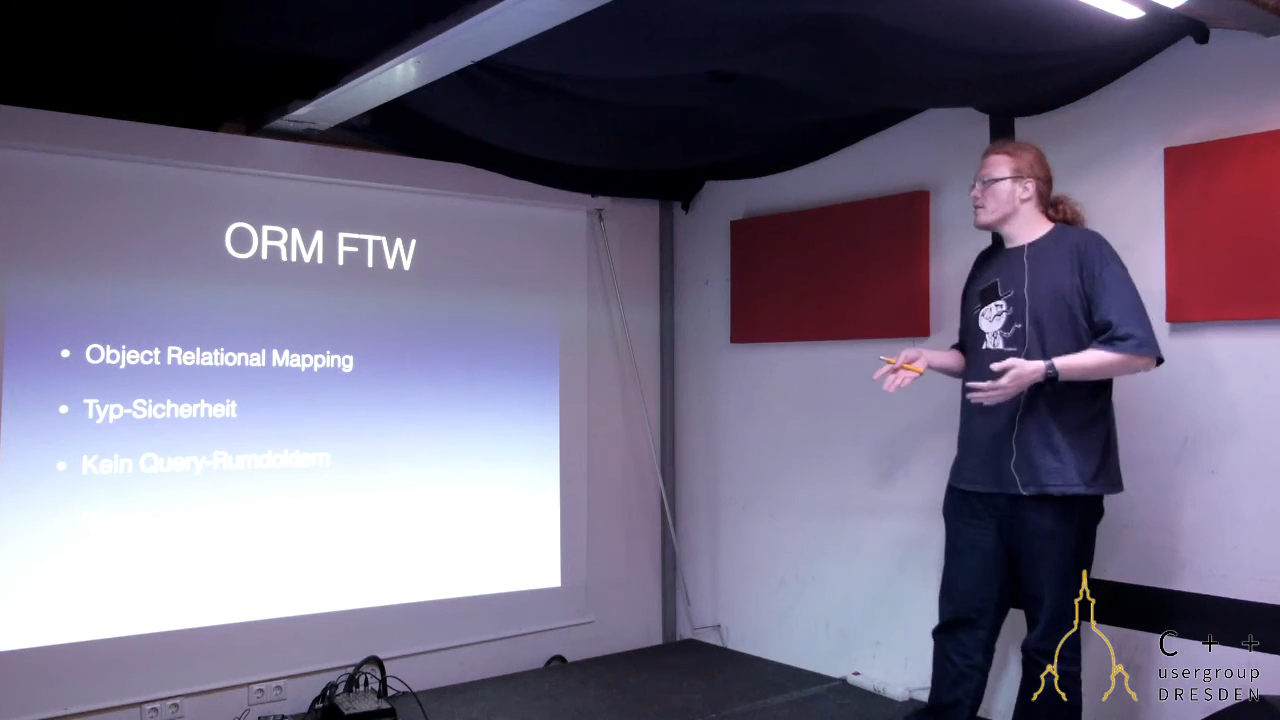 ORM FTW
• Object Relational Mapping
• Typ-Sicherheit
• Kein Query-Rumdoktern
C++
usergroup
DRESDEN